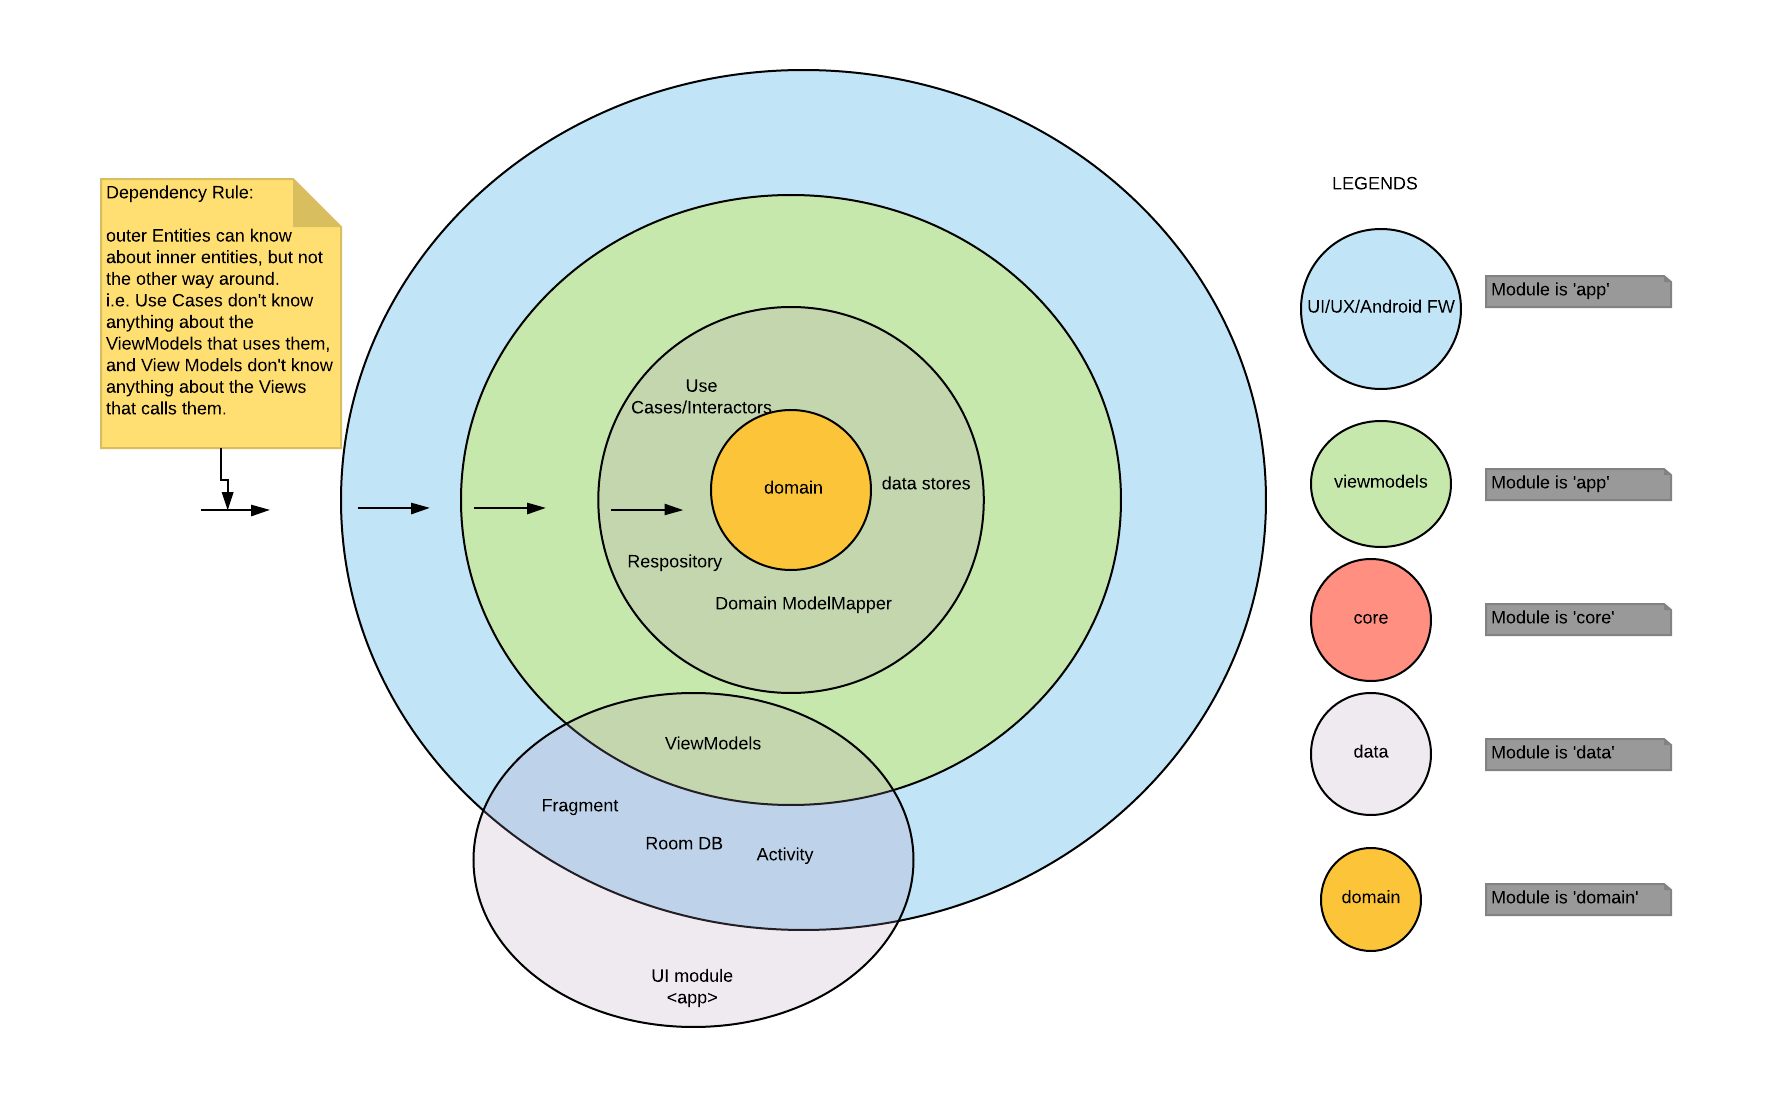 Dependency Rule:
outer Entities can know
about inner entities, but not
the other way around.
i.e. Use Cases don't know
anything about the
ViewModels that uses them,
and View Models don't know
anything about the Views
that calls them.
Use
Cases/Interactors
domain
data stores
Respository
Domain ModelMapper
ViewModels
Fragment
Room DB
Activity
UI module
<app>
LEGENDS
UI/UX/Android FW
Module is 'app'
viewmodels
Module is 'app'
core
Module is 'core'
data
Module is 'data'
domain
Module is 'domain'